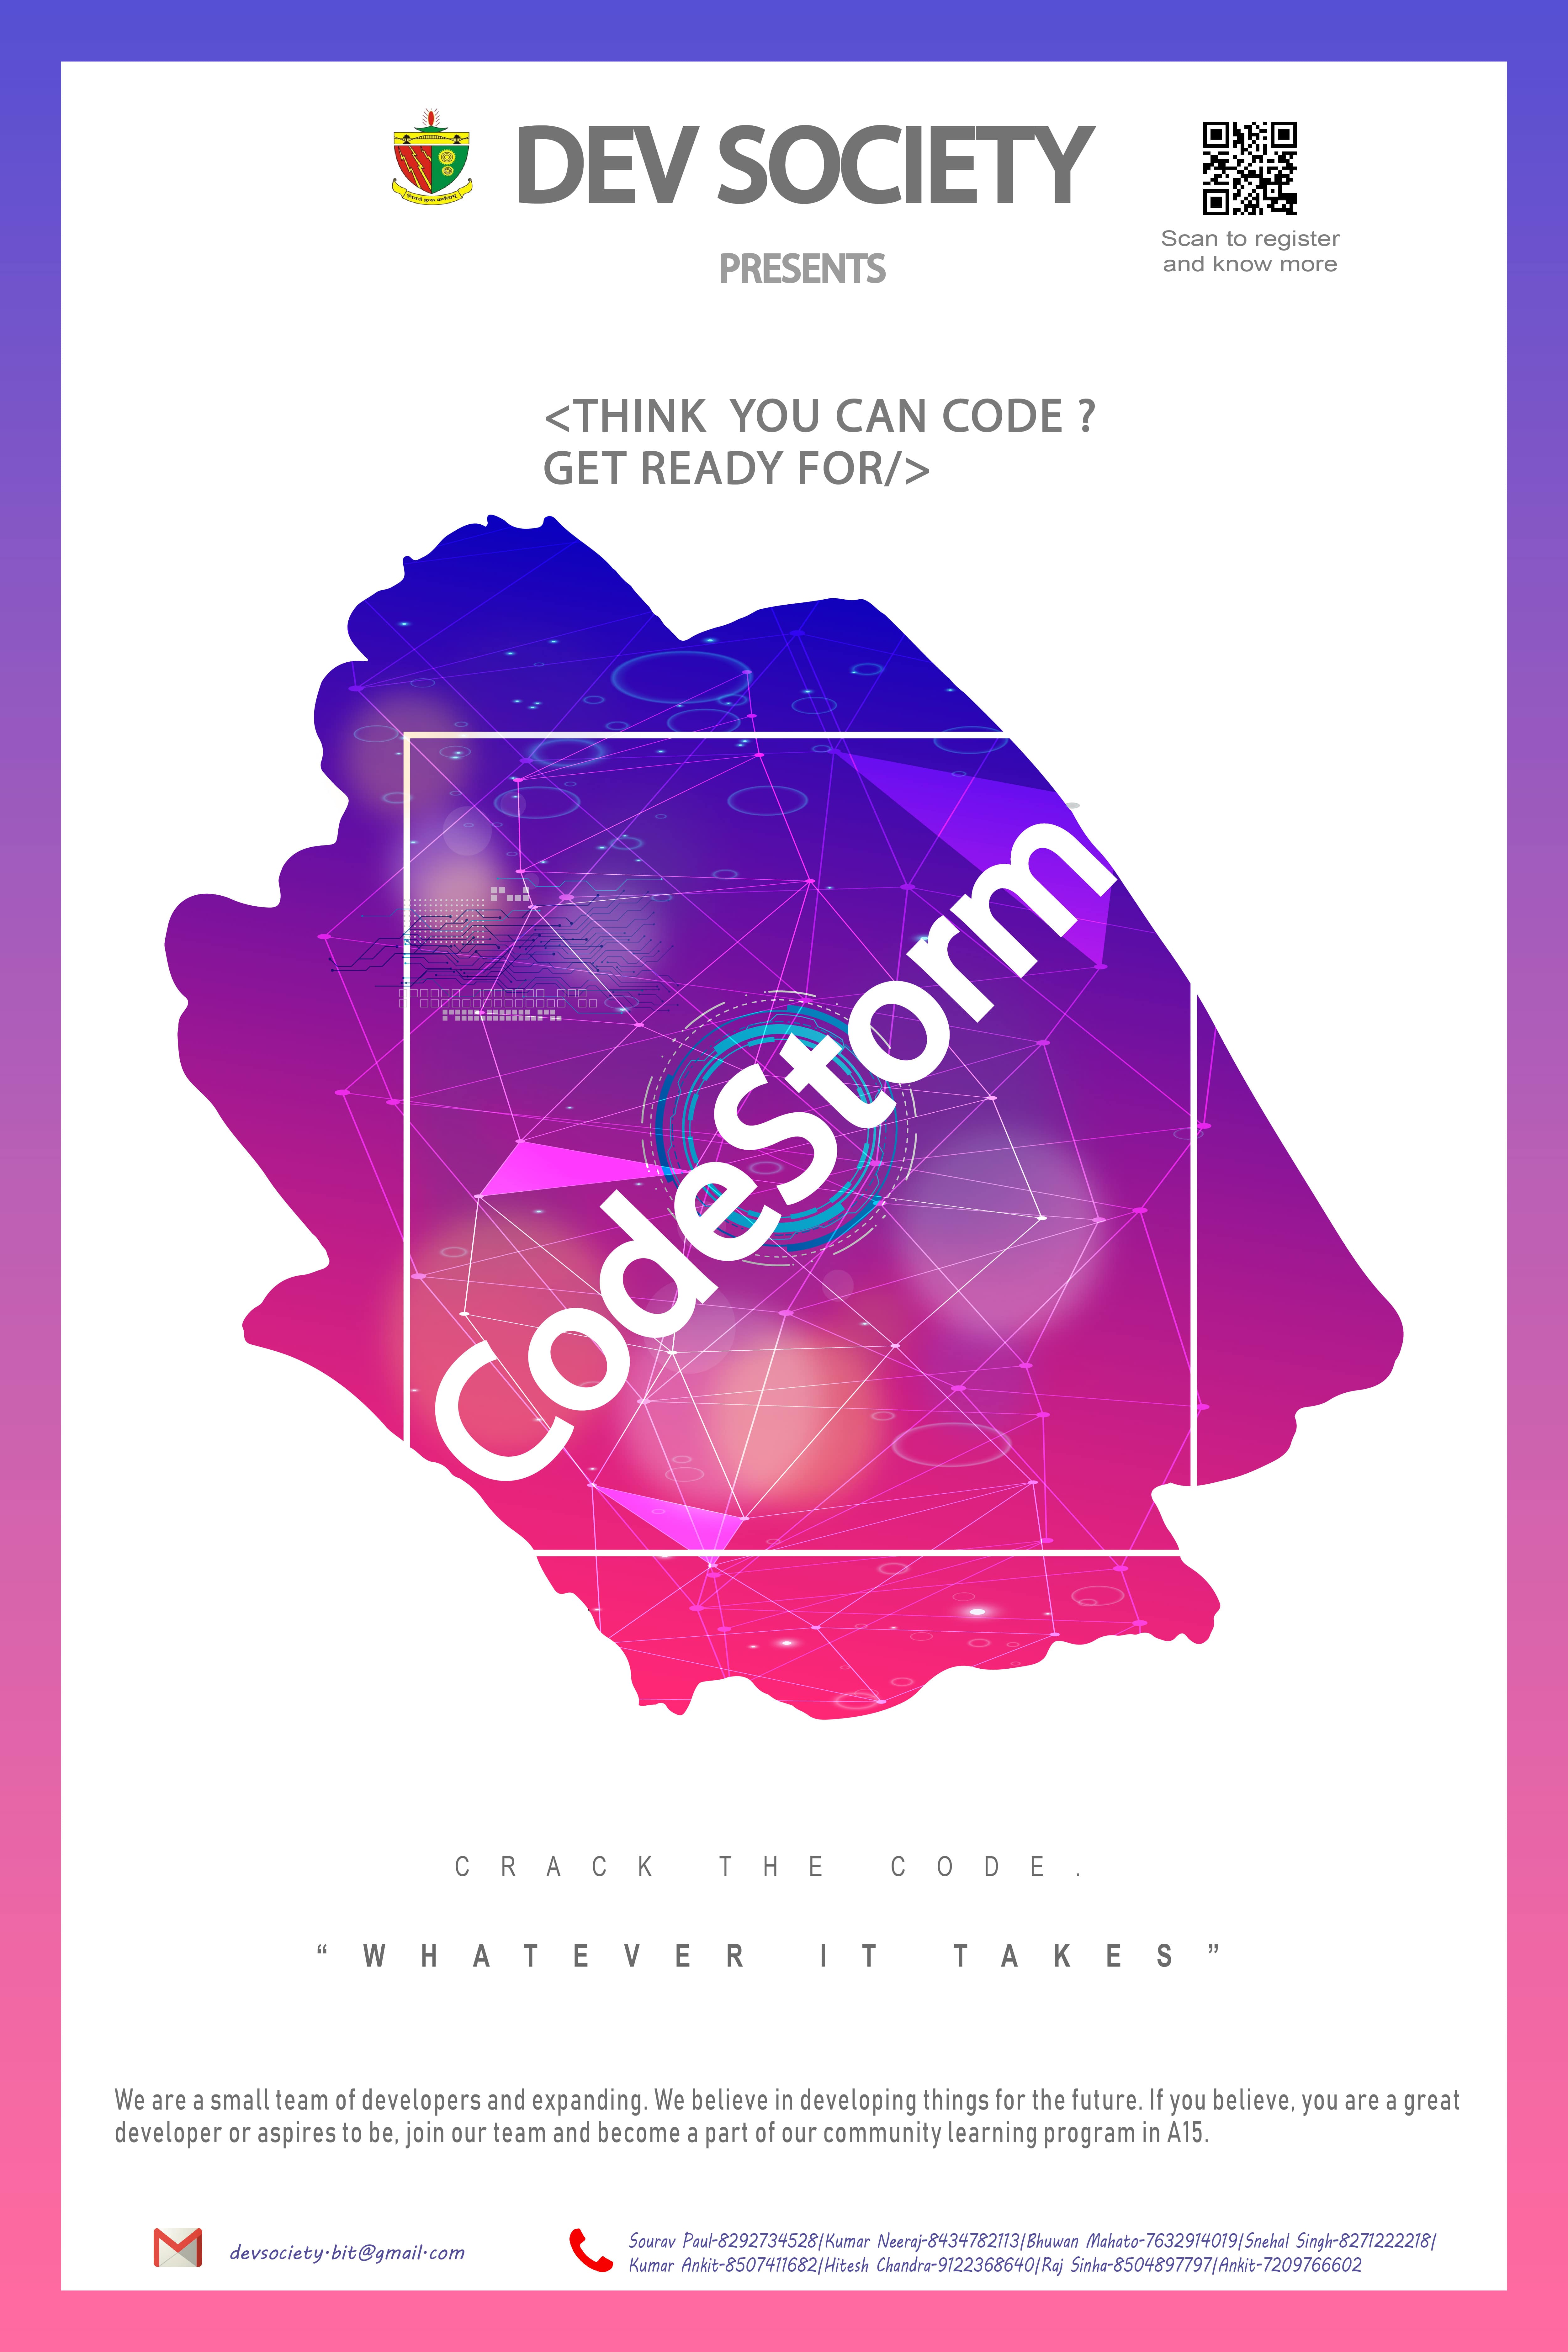 DEV SOCIETY
PRESENTS
Scan to register
and know more
<THINK YOU CAN CODE ?
GET READY FOR/>
CodeStorm
CRACK THE CODE.
“WHATEVER IT TAKES”
We are a small team of developers and expanding. We believe in developing things for the future. If you believe, you are a great
developer or aspires to be, join our team and become a part of our community learning program in A15.
devsociety.bit@gmail.com
Sourav Paul-8292734528/Kumar Neeraj-8434782113/Bhuwan Mahato-7632914019/Snehal Singh-8271222218/
Kumar Ankit-8507411682/Hitesh Chandra-9122368640/Raj Sinha-8504897797/Ankit-7209766602